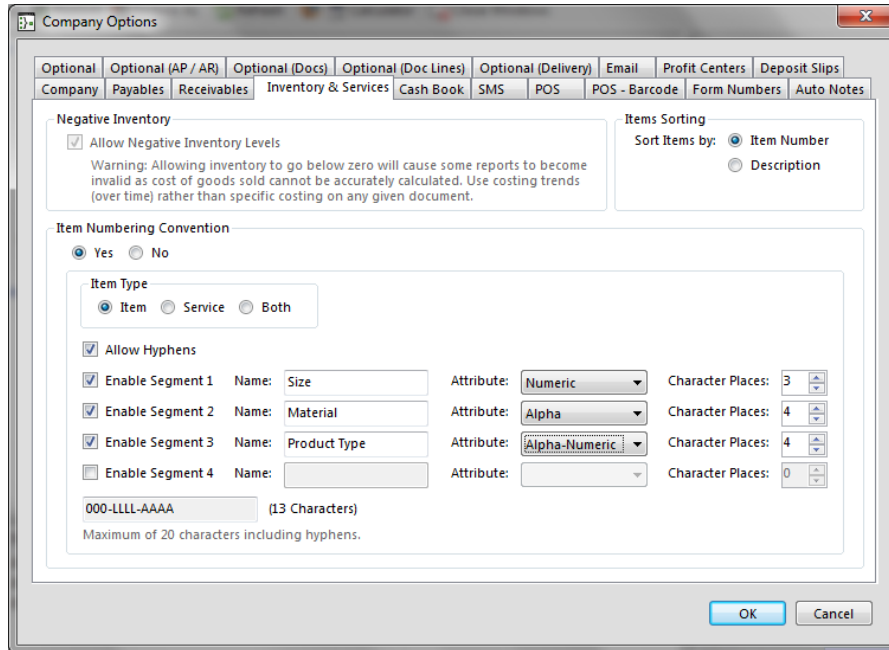 Company Options
Optional Optional (AP / AR) Optional (Docs) Optional (Doc Lines) Optional (Delivery) Email Profit Centers Deposit Slips
Company Payables Receivables Inventory & Services Cash Book SMS POS POS - Barcode Form Numbers Auto Notes
Negative Inventory
Allow Negative Inventory Levels
Warning: Allowing inventory to go below zero will cause some reports to become
invalid as cost of goods sold cannot be accurately calculated. Use costing trends
(over time) rather than specific costing on any given document.
Items Sorting
Sort Items by: Item Number
Description
Item Numbering Convention
Yes No
Item Type
Item Service Both
Allow Hyphens
Enable Segment 1 Name: Size Attribute: Numeric Character Places: 3
Enable Segment 2 Name: Material Attribute: Alpha Character Places: 4
Enable Segment 3 Name: Product Type Attribute: Alpha-Numeric Character Places: 4
Enable Segment 4 Name: Attribute: Character Places: 0
000-LLLL-AAAA (13 Characters)
Maximum of 20 characters including hyphens.
OK Cancel